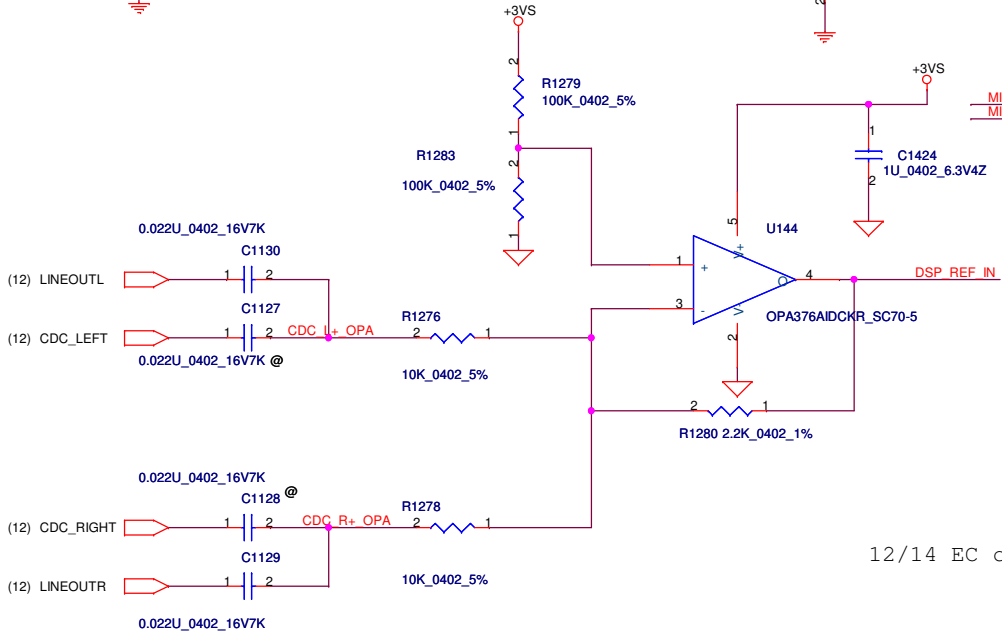 +3VS
2
R1279
100K_0402_5%
1
R1283
2
100K_0402_5%
1
+3VS
1
C1424
1U_0402_6.3V4Z
2
0.022U_0402_16V7K
C1130
(12) LINEOUTL
1
2
C1127
(12) CDC_LEFT
1
2
CDC_L+_OPA
0.022U_0402_16V7K @
R1276
2
1
10K_0402_5%
5
U144
V+
1
+
3
-
O
4
DSP_REF_IN
V-
2
OPA376AIDCKR_SC70-5
2
1
R1280 2.2K_0402_1%
0.022U_0402_16V7K
C1128
@
(12) CDC_RIGHT
1
2
CDC_R+_OPA
R1278
2
1
C1129
(12) LINEOUTR
1
2
10K_0402_5%
0.022U_0402_16V7K
12/14 EC